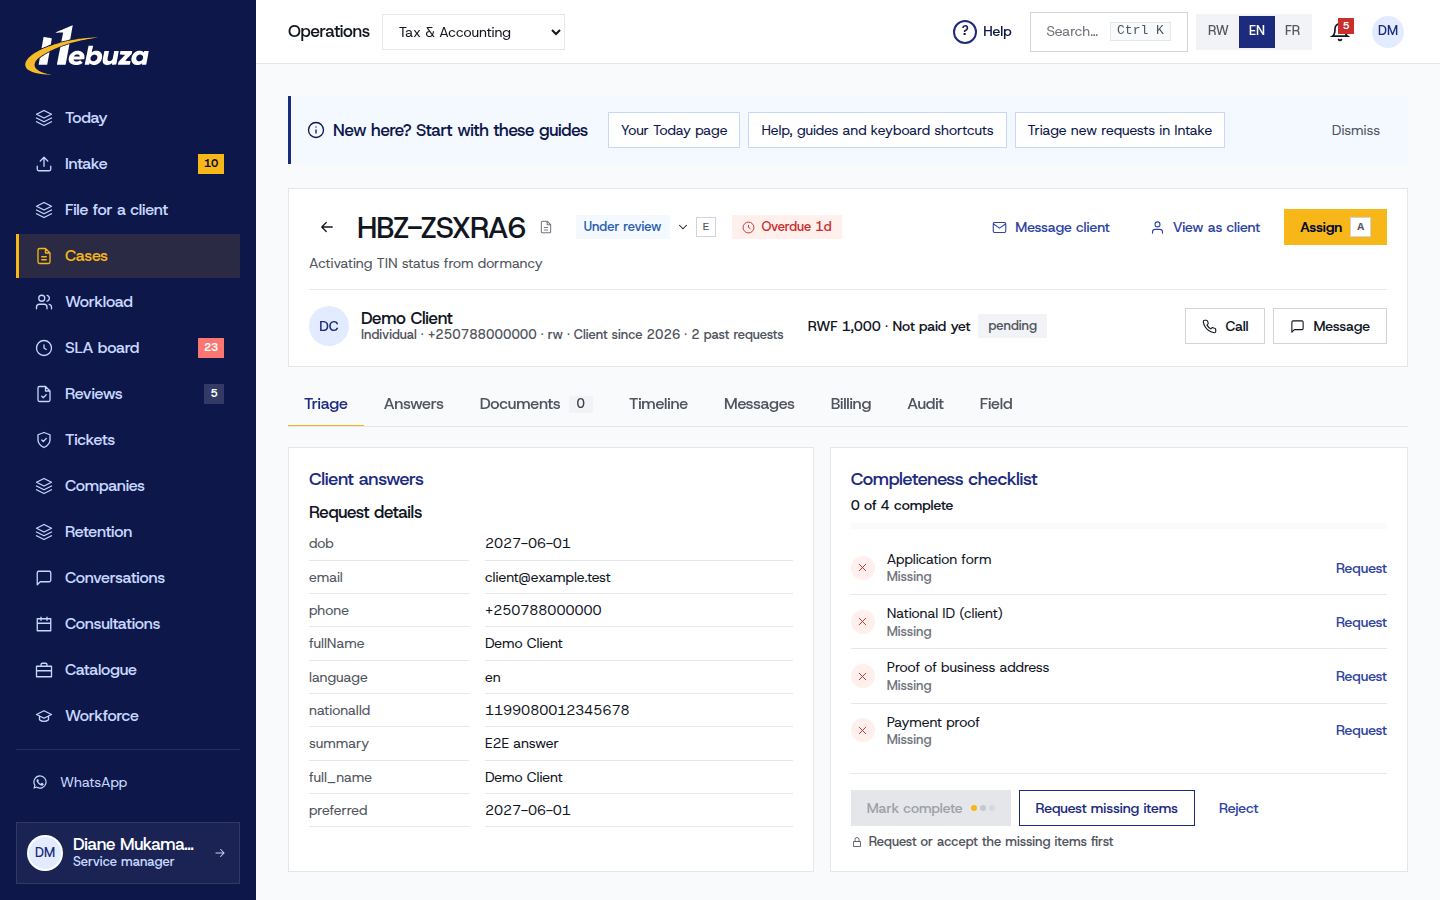 Hebuza
Operations
Tax & Accounting
? Help
Search... Ctrl K
RW EN FR
5
DM
Today
Intake 10
File for a client
Cases
Workload
SLA board 23
Reviews 5
Tickets
Companies
Retention
Conversations
Consultations
Catalogue
Workforce
WhatsApp
DM Diane Mukama...
Service manager
New here? Start with these guides
Your Today page
Help, guides and keyboard shortcuts
Triage new requests in Intake
Dismiss
HBZ-ZSXRA6
Under review E
Overdue 1d
Message client
View as client
Assign A
Activating TIN status from dormancy
DC Demo Client
Individual · +250788000000 · rw · Client since 2026 · 2 past requests
RWF 1,000 · Not paid yet pending
Call
Message
Triage Answers Documents 0 Timeline Messages Billing Audit Field
Client answers
Request details
dob 2027-06-01
email client@example.test
phone +250788000000
fullName Demo Client
language en
nationalId 1199080012345678
summary E2E answer
full_name Demo Client
preferred 2027-06-01
Completeness checklist
0 of 4 complete
Application form
Missing
Request
National ID (client)
Missing
Request
Proof of business address
Missing
Request
Payment proof
Missing
Request
Mark complete
Request missing items
Reject
Request or accept the missing items first